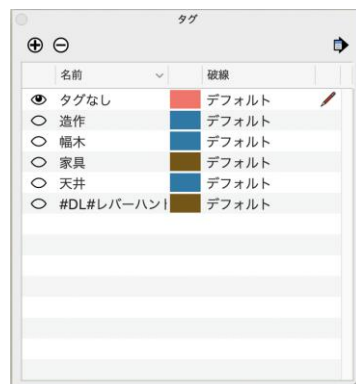 タグ
名前 破線
タグなし デフォルト
造作 デフォルト
幅木 デフォルト
家具 デフォルト
天井 デフォルト
#DL#レバーハント デフォルト